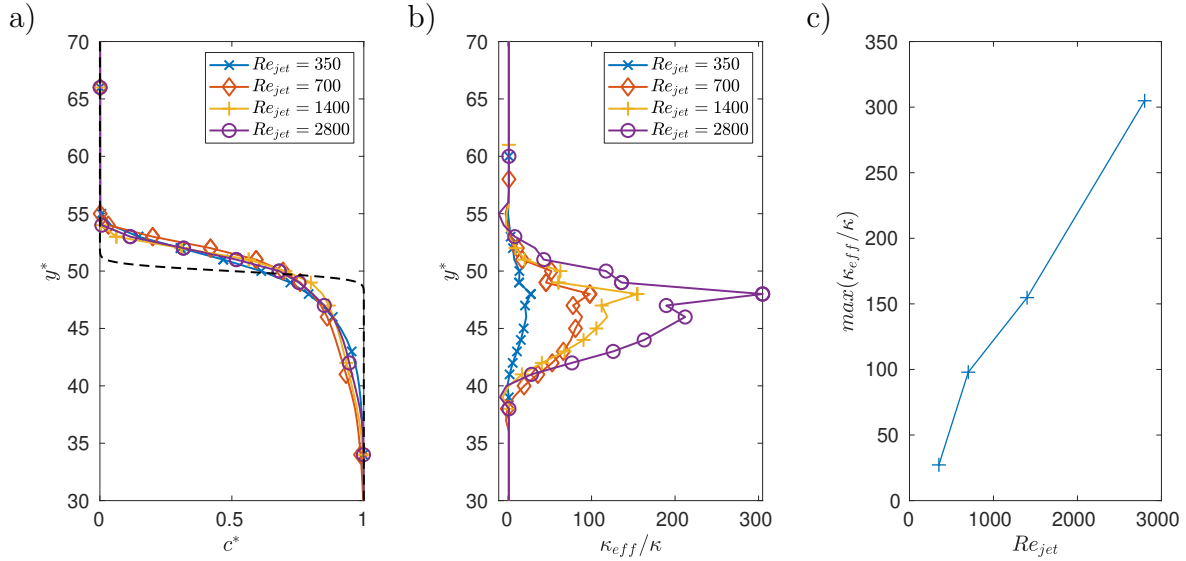 a)
70
65
60
55
50
45
40
35
30
y*
0
0.5
1
c*
Re_jet = 350
Re_jet = 700
Re_jet = 1400
Re_jet = 2800
b)
70
65
60
55
50
45
40
35
30
y*
0
100
200
300
κ_eff/κ
Re_jet = 350
Re_jet = 700
Re_jet = 1400
Re_jet = 2800
c)
350
300
250
200
150
100
50
0
max(κ_eff/κ)
0
1000
2000
3000
Re_jet